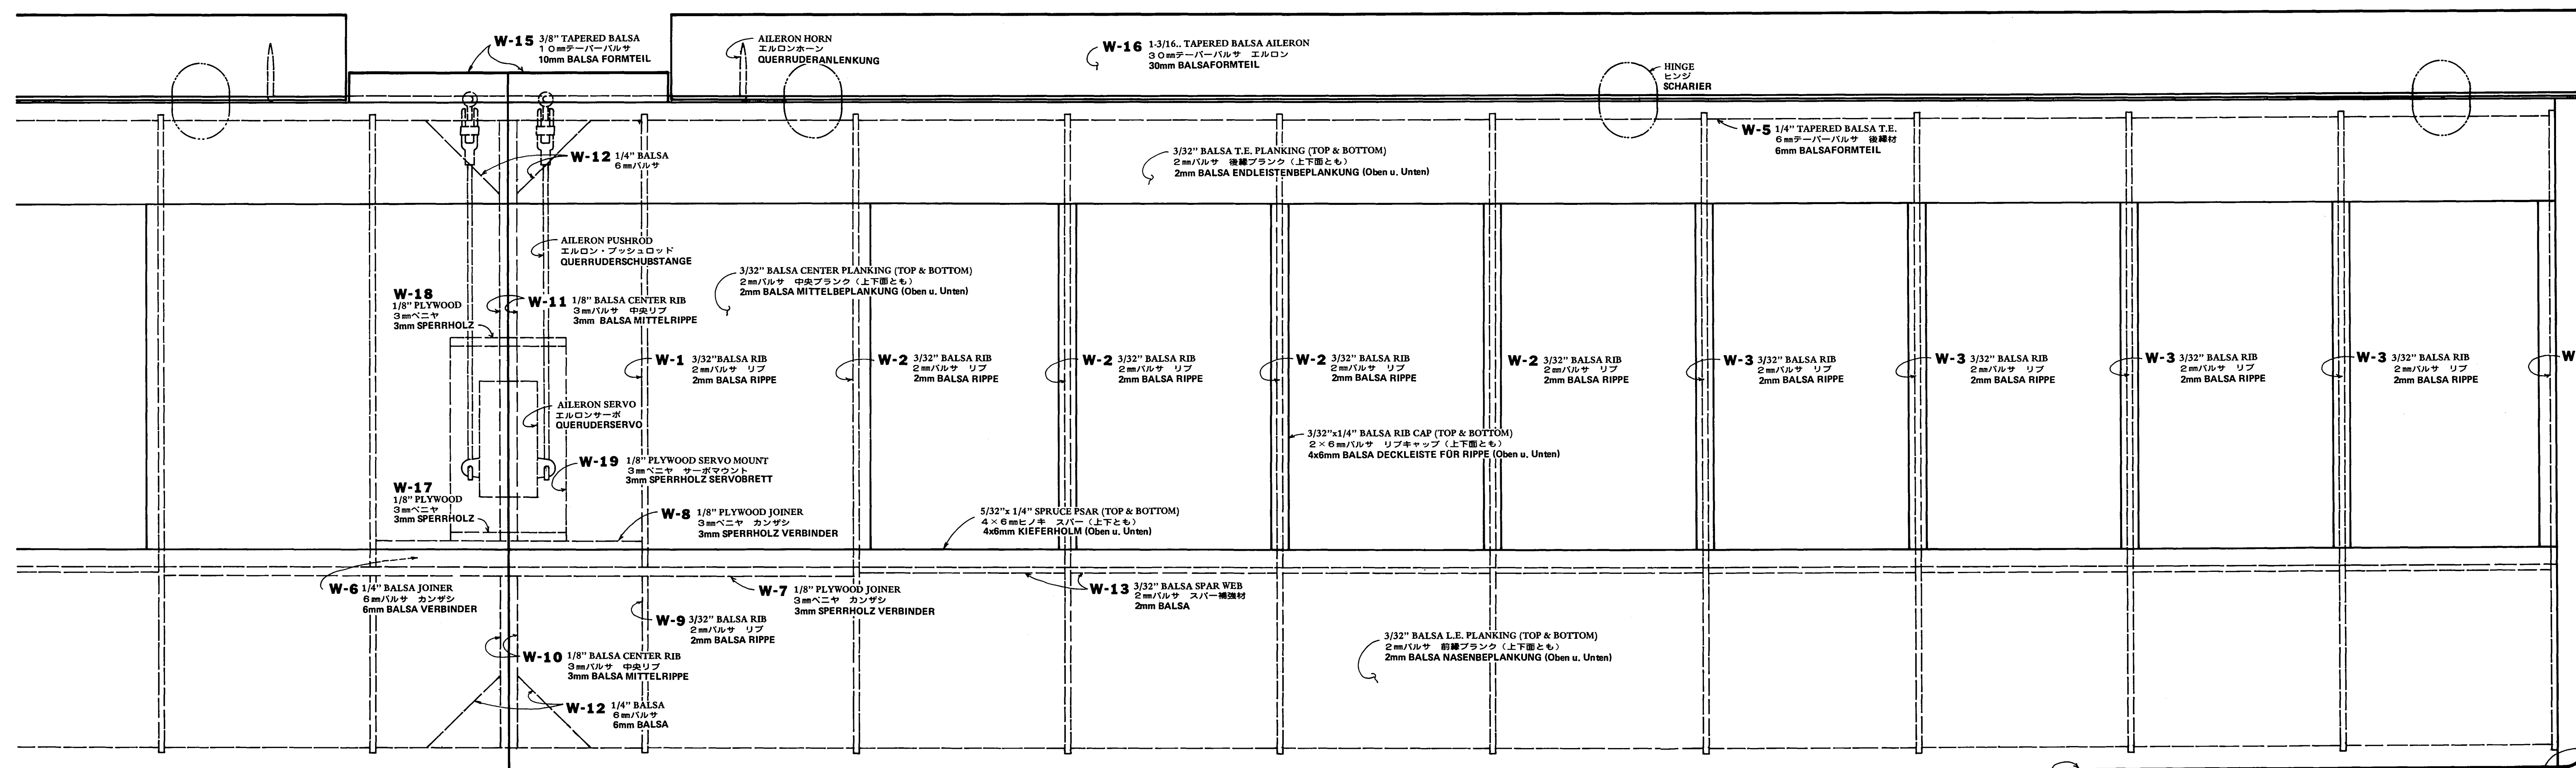 W-15 3/8" TAPERED BALSA
10㎜テーパーバルサ
10mm BALSA FORMTEIL
AILERON HORN
エルロンホーン
QUERRUDERANLENKUNG
W-16 1-3/16.. TAPERED BALSA AILERON
30㎜テーパーバルサ エルロン
30mm BALSAFORMTEIL
HINGE
ヒンジ
SCHARIER
W-5 1/4" TAPERED BALSA T.E.
6㎜テーパーバルサ 後縁材
6mm BALSAFORMTEIL
W-12 1/4" BALSA
6㎜バルサ
3/32" BALSA T.E. PLANKING (TOP & BOTTOM)
2㎜バルサ 後縁プランク（上下面とも）
2mm BALSA ENDLEISTENBEPLANKUNG (Oben u. Unten)
AILERON PUSHROD
エルロン・プッシュロッド
QUERRUDERSCHUBSTANGE
3/32" BALSA CENTER PLANKING (TOP & BOTTOM)
2㎜バルサ 中央プランク（上下面とも）
2mm BALSA MITTELBEPLANKUNG (Oben u. Unten)
W-18
1/8" PLYWOOD
3㎜ベニヤ
3mm SPERRHOLZ
W-11 1/8" BALSA CENTER RIB
3㎜バルサ 中央リブ
3mm BALSA MITTELRIPPE
W-1 3/32"BALSA RIB
2㎜バルサ リブ
2mm BALSA RIPPE
W-2 3/32" BALSA RIB
2㎜バルサ リブ
2mm BALSA RIPPE
W-2 3/32" BALSA RIB
2㎜バルサ リブ
2mm BALSA RIPPE
W-2 3/32" BALSA RIB
2㎜バルサ リブ
2mm BALSA RIPPE
W-2 3/32" BALSA RIB
2㎜バルサ リブ
2mm BALSA RIPPE
W-3 3/32" BALSA RIB
2㎜バルサ リブ
2mm BALSA RIPPE
W-3 3/32" BALSA RIB
2㎜バルサ リブ
2mm BALSA RIPPE
W-3 3/32" BALSA RIB
2㎜バルサ リブ
2mm BALSA RIPPE
W-3 3/32" BALSA RIB
2㎜バルサ リブ
2mm BALSA RIPPE
W
AILERON SERVO
エルロンサーボ
QUERUDERSERVO
3/32"x1/4" BALSA RIB CAP (TOP & BOTTOM)
2×6㎜バルサ リブキャップ（上下面とも）
4x6mm BALSA DECKLEISTE FÜR RIPPE (Oben u. Unten)
W-19 1/8" PLYWOOD SERVO MOUNT
3㎜ベニヤ サーボマウント
3mm SPERRHOLZ SERVOBRETT
W-17
1/8" PLYWOOD
3㎜ベニヤ
3mm SPERRHOLZ
W-8 1/8" PLYWOOD JOINER
3㎜ベニヤ カンザシ
3mm SPERRHOLZ VERBINDER
5/32"x 1/4" SPRUCE PSAR (TOP & BOTTOM)
4×6㎜ヒノキ スパー（上下とも）
4x6mm KIEFERHOLM (Oben u. Unten)
W-6 1/4" BALSA JOINER
6㎜バルサ カンザシ
6mm BALSA VERBINDER
W-7 1/8" PLYWOOD JOINER
3㎜ベニヤ カンザシ
3mm SPERRHOLZ VERBINDER
W-13 3/32" BALSA SPAR WEB
2㎜バルサ スパー補強材
2mm BALSA
W-9 3/32" BALSA RIB
2㎜バルサ リブ
2mm BALSA RIPPE
W-10 1/8" BALSA CENTER RIB
3㎜バルサ 中央リブ
3mm BALSA MITTELRIPPE
3/32" BALSA L.E. PLANKING (TOP & BOTTOM)
2㎜バルサ 前縁プランク（上下面とも）
2mm BALSA NASENBEPLANKUNG (Oben u. Unten)
W-12 1/4" BALSA
6㎜バルサ
6mm BALSA